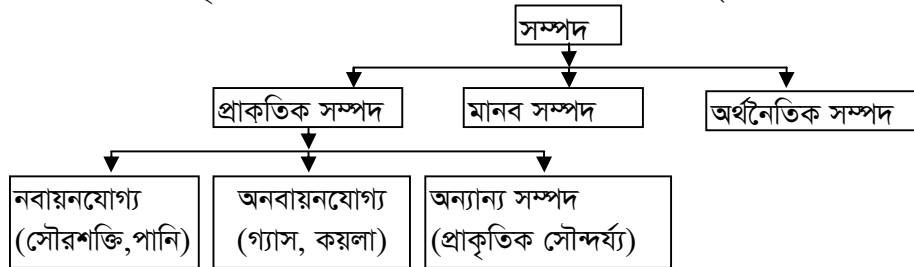 সম্পদ
প্রাকৃতিক সম্পদ
মানব সম্পদ
অর্থনৈতিক সম্পদ
নবায়নযোগ্য
(সৌরশক্তি,পানি)
অনবায়নযোগ্য
(গ্যাস, কয়লা)
অন্যান্য সম্পদ
(প্রাকৃতিক সৌন্দর্য্য)